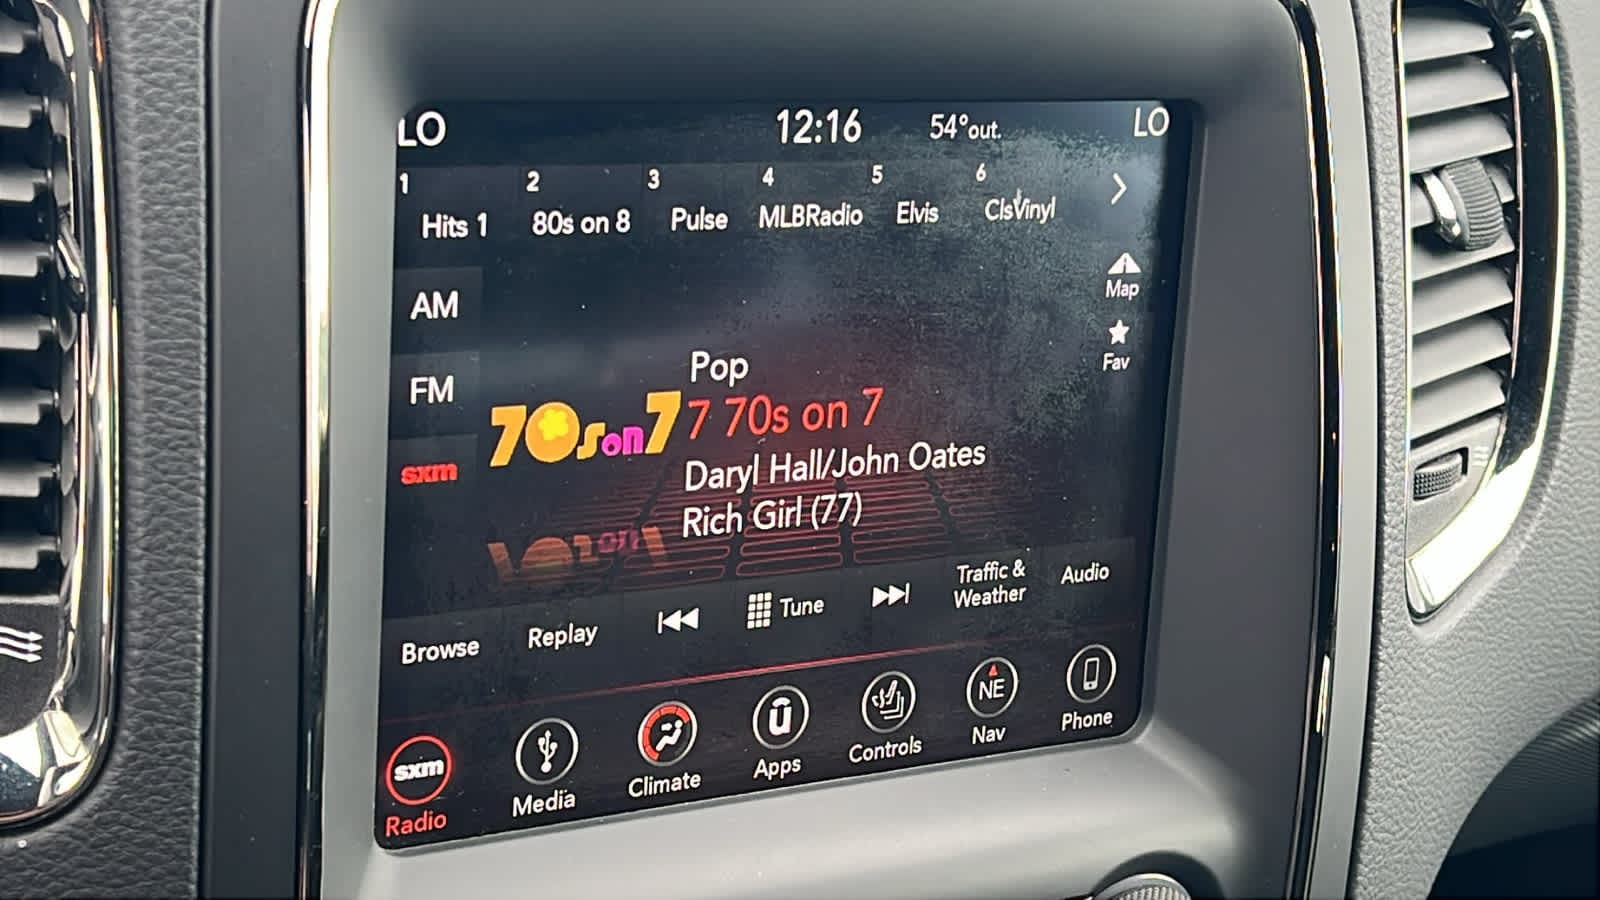 LO 12:16 54°out. LO
1 2 3 4 5 6
Hits 1 80s on 8 Pulse MLBRadio Elvis ClsVinyl
Map
AM
Fav
FM
Pop
70s on 7
7 70s on 7
sxm
Daryl Hall/John Oates
Rich Girl (77)
Browse Replay Tune Traffic & Weather Audio
sxm NE
Radio Media Climate Apps Controls Nav Phone